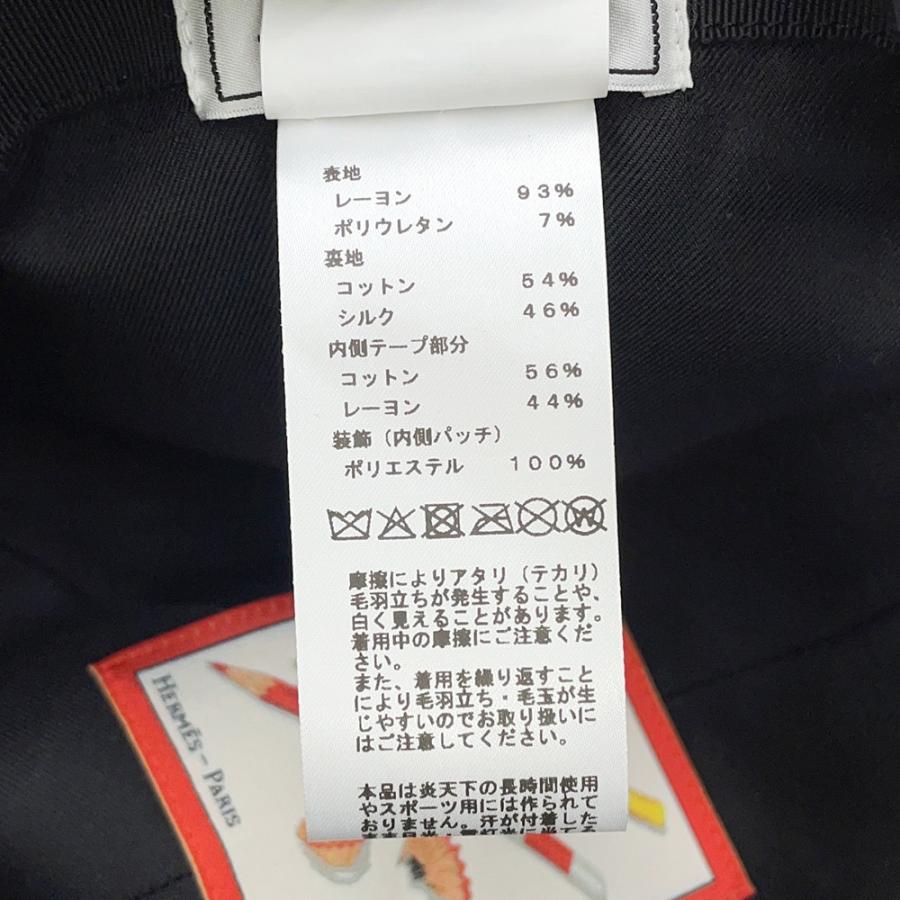 表地
レーヨン 93%
ポリウレタン 7%
裏地
コットン 54%
シルク 46%
内側テープ部分
コットン 56%
レーヨン 44%
装飾（内側パッチ）
ポリエステル 100%
W
摩擦によりアタリ（テカリ）
毛羽立ちが発生することや、
白く見えることがあります。
着用中の摩擦にご注意くだ
さい。
また、着用を繰り返すこと
により毛羽立ち・毛玉が生
じやすいのでお取り扱いに
はご注意してください。
本品は炎天下の長時間使用
やスポーツ用には作られて
おりません。汗が付着した
HERMÈS - PARIS